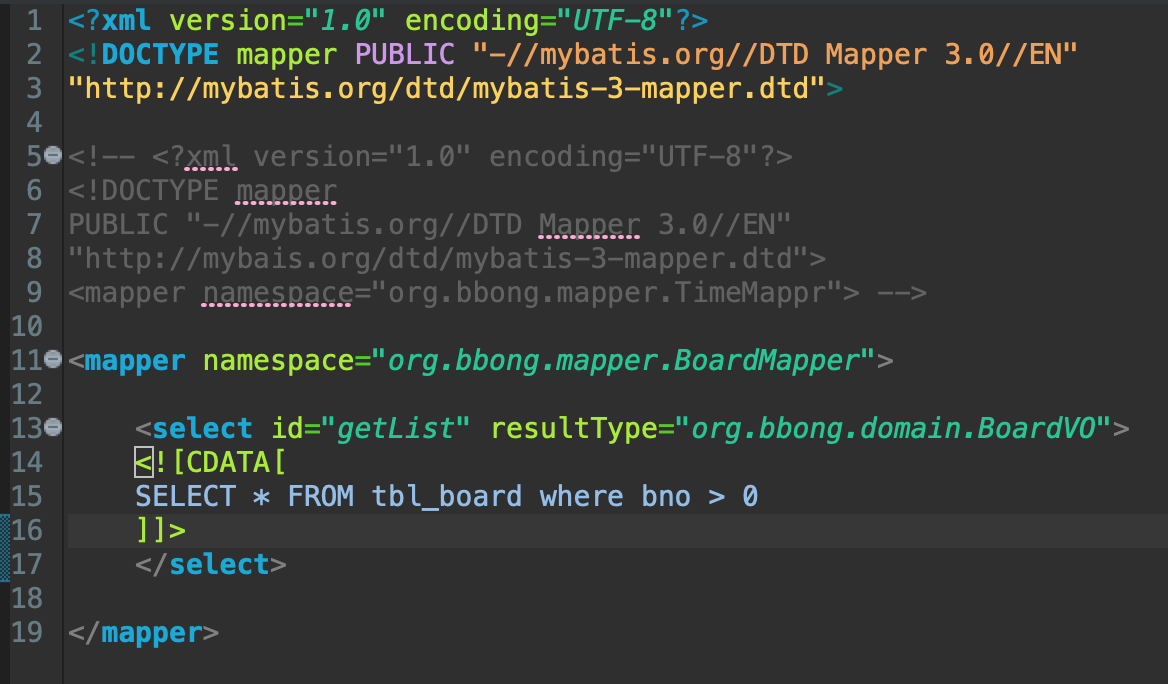 1 <?xml version="1.0" encoding="UTF-8"?>
2 <!DOCTYPE mapper PUBLIC "-//mybatis.org//DTD Mapper 3.0//EN"
3 "http://mybatis.org/dtd/mybatis-3-mapper.dtd">
4
5 <!-- <?xml version="1.0" encoding="UTF-8"?>
6 <!DOCTYPE mapper
7 PUBLIC "-//mybatis.org//DTD Mapper 3.0//EN"
8 "http://mybais.org/dtd/mybatis-3-mapper.dtd">
9 <mapper namespace="org.bbong.mapper.TimeMappr"> -->
10
11 <mapper namespace="org.bbong.mapper.BoardMapper">
12
13 <select id="getList" resultType="org.bbong.domain.BoardVO">
14 <![CDATA[
15 SELECT * FROM tbl_board where bno > 0
16 ]]>
17 </select>
18
19 </mapper>